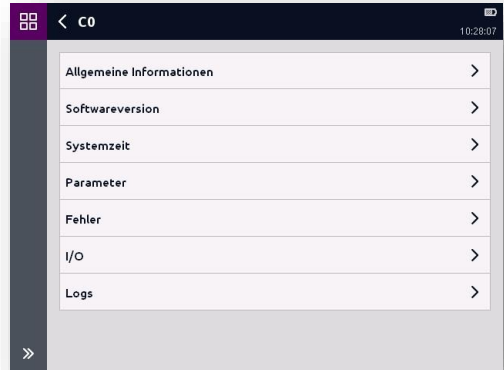 C0
10:28:07
Allgemeine Informationen
Softwareversion
Systemzeit
Parameter
Fehler
I/O
Logs